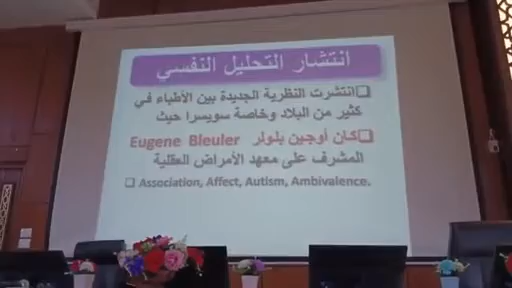 انتشار التحليل النفسي
❑انتشرت النظرية الجديدة بين الأطباء في
كثير من البلاد وخاصة سويسرا حيث
❑كان أوجين بلولر Eugene Bleuler
المشرف على معهد الأمراض العقلية
❑ Association, Affect, Autism, Ambivalence.